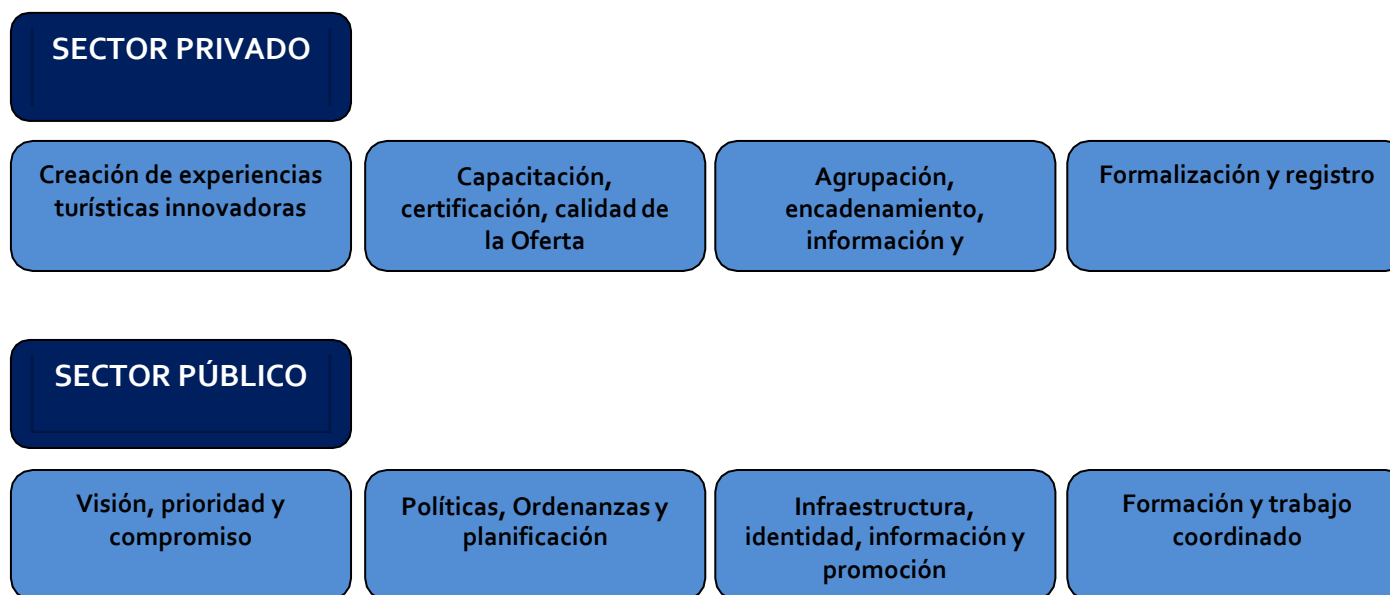 SECTOR PRIVADO
Creación de experiencias
turísticas innovadoras
Capacitación,
certificación, calidad de
la Oferta
Agrupación,
encadenamiento,
información y
Formalización y registro
SECTOR PÚBLICO
Visión, prioridad y
compromiso
Políticas, Ordenanzas y
planificación
Infraestructura,
identidad, información y
promoción
Formación y trabajo
coordinado